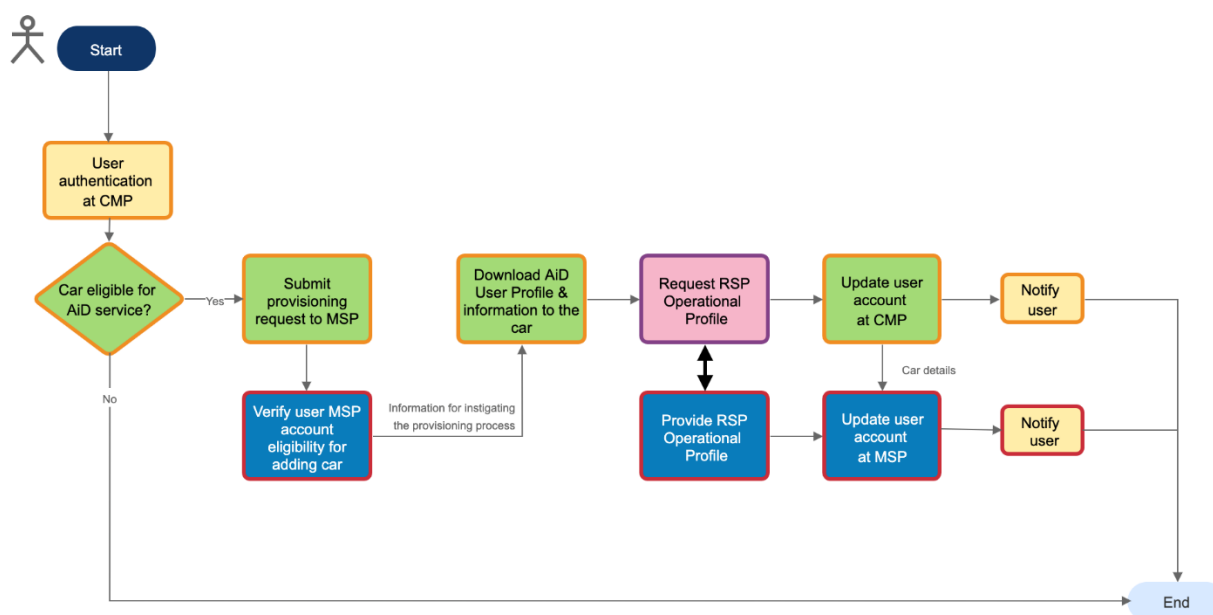 Start
User
authentication
at CMP
Car eligible for
AiD service?
Yes
No
Submit
provisioning
request to MSP
Verify user MSP
account
eligibility for
adding car
Information for instigating
the provisioning process
Download AiD
User Profile &
information to the
car
Request RSP
Operational
Profile
Provide RSP
Operational
Profile
Update user
account
at CMP
Car details
Update user
account
at MSP
Notify
user
Notify
user
End